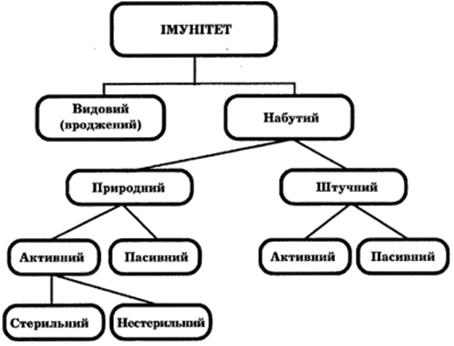 ІМУНІТЕТ
Видовий
(вроджений)
Набутий
Природний
Штучний
Активний
Пасивний
Активний
Пасивний
Стерильний
Нестерильний